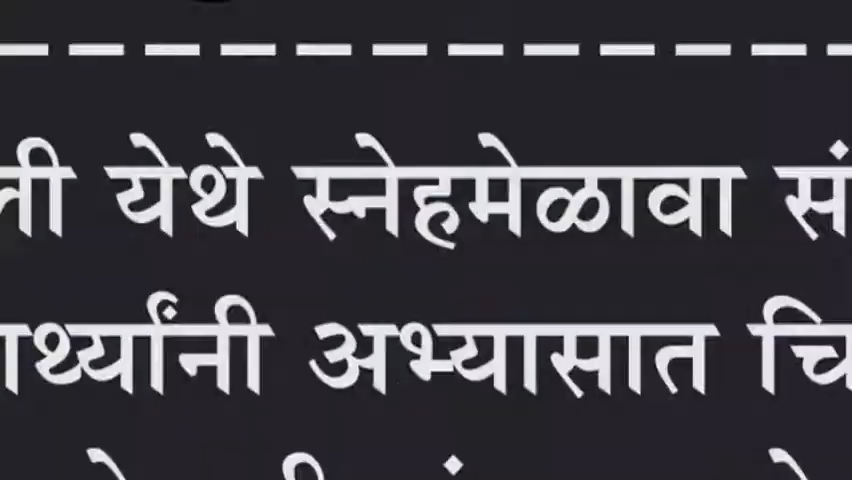 ली येथे स्नेहमेळावा सं
ार्थ्यांनी अभ्यासात चि